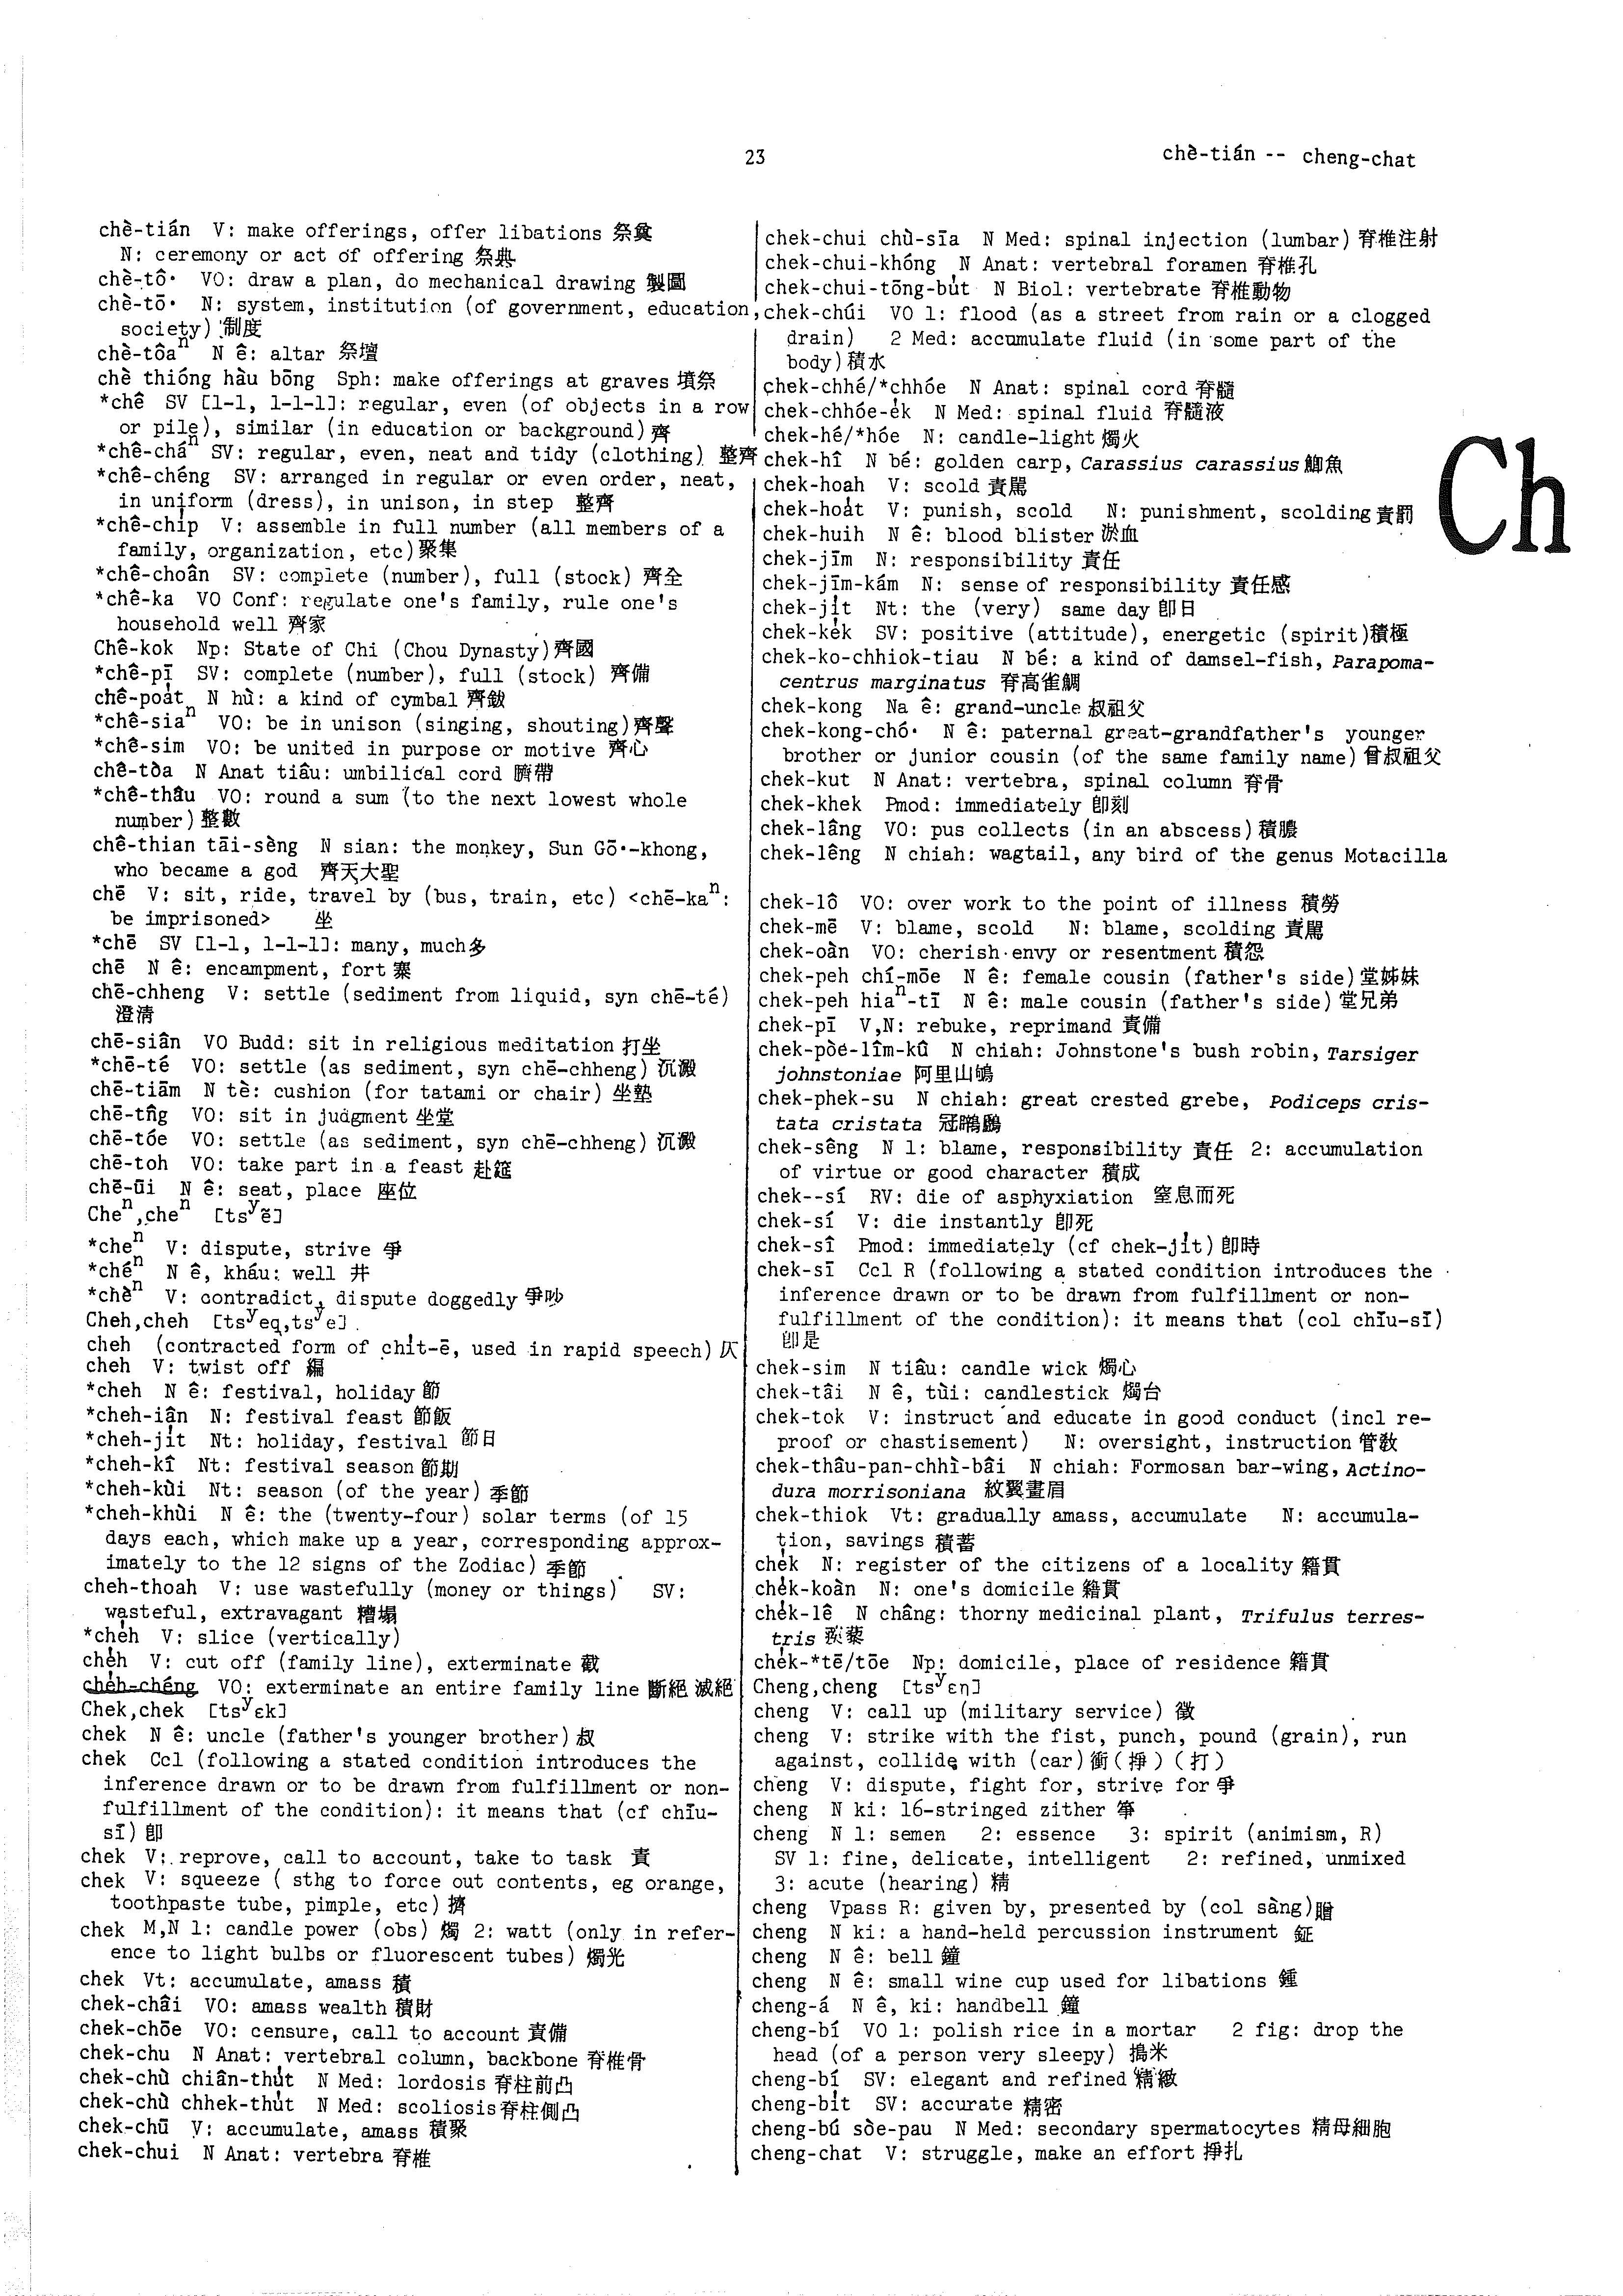 23
chè-tián -- cheng-chat
chè-tián V: make offerings, offer libations 祭奠
N: ceremony or act of offering 祭典
chè-tô· VO: draw a plan, do mechanical drawing 製圖
chè-tō· N: system, institution (of government, education,
society) 制度
chè-tôaⁿ N ê: altar 祭壇
chè thióng hàu bōng Sph: make offerings at graves 墳祭
*chê SV [1-1, 1-1-1]: regular, even (of objects in a row
or pile), similar (in education or background) 齊
*chê-cháⁿ SV: regular, even, neat and tidy (clothing) 整齊
*chê-chéng SV: arranged in regular or even order, neat,
in uniform (dress), in unison, in step 整齊
*chê-chi̍p V: assemble in full number (all members of a
family, organization, etc) 聚集
*chê-choân SV: complete (number), full (stock) 齊全
*chê-ka VO Conf: regulate one's family, rule one's
household well 齊家
Chê-kok Np: State of Chi (Chou Dynasty) 齊國
*chê-pī SV: complete (number), full (stock) 齊備
chê-poa̍t N hù: a kind of cymbal 齊鈸
*chê-siaⁿ VO: be in unison (singing, shouting) 齊聲
*chê-sim VO: be united in purpose or motive 齊心
chê-tòa N Anat tiâu: umbilical cord 臍帶
*chê-thâu VO: round a sum (to the next lowest whole
number) 整數
chê-thian tāi-sèng N sian: the monkey, Sun Gō·-khong,
who became a god 齊天大聖
chē V: sit, ride, travel by (bus, train, etc) <chē-kaⁿ:
be imprisoned> 坐
*chē SV [1-1, 1-1-1]: many, much 多
chē N ê: encampment, fort 寨
chē-chheng V: settle (sediment from liquid, syn chē-té)
澄清
chē-siân VO Budd: sit in religious meditation 打坐
*chē-té VO: settle (as sediment, syn chē-chheng) 沉澱
chē-tiām N tè: cushion (for tatami or chair) 坐墊
chē-tn̂g VO: sit in judgment 坐堂
chē-tóe VO: settle (as sediment, syn chē-chheng) 沉澱
chē-toh VO: take part in a feast 赴筵
chē-ūi N ê: seat, place 座位
Cheⁿ,cheⁿ [tsʸẽ]
*cheⁿ V: dispute, strive 爭
*chéⁿ N ê, kháu: well 井
*chèⁿ V: contradict, dispute doggedly 爭吵
Cheh,cheh [tsʸeq,tsʸe]
cheh (contracted form of chi̍t-ē, used in rapid speech) 仄
cheh V: twist off
*cheh N ê: festival, holiday 節
*cheh-iân N: festival feast 節飯
*cheh-ji̍t Nt: holiday, festival 節日
*cheh-kî Nt: festival season 節期
*cheh-kùi Nt: season (of the year) 季節
*cheh-khùi N ê: the (twenty-four) solar terms (of 15
days each, which make up a year, corresponding approx-
imately to the 12 signs of the Zodiac) 季節
cheh-thoah V: use wastefully (money or things) SV:
wasteful, extravagant 糟塌
*che̍h V: slice (vertically)
che̍h V: cut off (family line), exterminate 截
che̍h-chéng VO: exterminate an entire family line 斷絕 滅絕
Chek,chek [tsʸɛk]
chek N ê: uncle (father's younger brother) 叔
chek Ccl (following a stated condition introduces the
inference drawn or to be drawn from fulfillment or non-
fulfillment of the condition): it means that (cf chīu-
sī) 即
chek V: reprove, call to account, take to task 責
chek V: squeeze ( sthg to force out contents, eg orange,
toothpaste tube, pimple, etc) 擠
chek M,N 1: candle power (obs) 燭 2: watt (only in refer-
ence to light bulbs or fluorescent tubes) 燭光
chek Vt: accumulate, amass 積
chek-châi VO: amass wealth 積財
chek-chōe VO: censure, call to account 責備
chek-chu N Anat: vertebral column, backbone 脊椎骨
chek-chù chiân-thu̍t N Med: lordosis 脊柱前凸
chek-chù chhek-thu̍t N Med: scoliosis 脊柱側凸
chek-chū V: accumulate, amass 積聚
chek-chui N Anat: vertebra 脊椎
chek-chui chù-sīa N Med: spinal injection (lumbar) 脊椎注射
chek-chui-khóng N Anat: vertebral foramen 脊椎孔
chek-chui-tōng-bu̍t N Biol: vertebrate 脊椎動物
chek-chúi VO 1: flood (as a street from rain or a clogged
drain) 2 Med: accumulate fluid (in some part of the
body) 積水
chek-chhé/*chhóe N Anat: spinal cord 脊髓
chek-chhóe-e̍k N Med: spinal fluid 脊髓液
chek-hé/*hóe N: candle-light 燭火
chek-hî N bé: golden carp, Carassius carassius 鯽魚
chek-hoah V: scold 責罵
chek-hoa̍t V: punish, scold N: punishment, scolding 責罰
chek-huih N ê: blood blister 淤血
chek-jīm N: responsibility 責任
chek-jīm-kám N: sense of responsibility 責任感
chek-ji̍t Nt: the (very) same day 即日
chek-ke̍k SV: positive (attitude), energetic (spirit) 積極
chek-ko-chhiok-tiau N bé: a kind of damsel-fish, Parapoma-
centrus marginatus 脊高雀鯛
chek-kong Na ê: grand-uncle 叔祖父
chek-kong-chó· N ê: paternal great-grandfather's younger
brother or junior cousin (of the same family name) 曾叔祖父
chek-kut N Anat: vertebra, spinal column 脊骨
chek-khek Pmod: immediately 即刻
chek-lâng VO: pus collects (in an abscess) 積膿
chek-lêng N chiah: wagtail, any bird of the genus Motacilla
chek-lô VO: over work to the point of illness 積勞
chek-mē V: blame, scold N: blame, scolding 責罵
chek-oàn VO: cherish envy or resentment 積怨
chek-peh chí-mōe N ê: female cousin (father's side) 堂姊妹
chek-peh hiaⁿ-tī N ê: male cousin (father's side) 堂兄弟
chek-pī V,N: rebuke, reprimand 責備
chek-pòe-lîm-kû N chiah: Johnstone's bush robin, Tarsiger
johnstoniae 阿里山鴝
chek-phek-su N chiah: great crested grebe, Podiceps cris-
tata cristata 冠鷉鷉
chek-sêng N 1: blame, responsibility 責任 2: accumulation
of virtue or good character 積成
chek--sí RV: die of asphyxiation 窒息而死
chek-sí V: die instantly 即死
chek-sî Pmod: immediately (cf chek-ji̍t) 即時
chek-sī Ccl R (following a stated condition introduces the
inference drawn or to be drawn from fulfillment or non-
fulfillment of the condition): it means that (col chīu-sī)
即是
chek-sim N tiâu: candle wick 燭心
chek-tâi N ê, tùi: candlestick 燭台
chek-tok V: instruct and educate in good conduct (incl re-
proof or chastisement) N: oversight, instruction 管教
chek-thâu-pan-chhì-bâi N chiah: Formosan bar-wing, Actino-
dura morrisoniana 紋翼畫眉
chek-thiok Vt: gradually amass, accumulate N: accumula-
tion, savings 積蓄
che̍k N: register of the citizens of a locality 籍貫
che̍k-koàn N: one's domicile 籍貫
che̍k-lê N châng: thorny medicinal plant, Trifulus terres-
tris 蒺藜
che̍k-*tē/tōe Np: domicile, place of residence 籍貫
Cheng,cheng [tsʸɛŋ]
cheng V: call up (military service) 徵
cheng V: strike with the fist, punch, pound (grain), run
against, collide with (car) 衝(掙)(打)
cheng V: dispute, fight for, strive for 爭
cheng N ki: 16-stringed zither 箏
cheng N 1: semen 2: essence 3: spirit (animism, R)
SV 1: fine, delicate, intelligent 2: refined, unmixed
3: acute (hearing) 精
cheng Vpass R: given by, presented by (col sàng) 贈
cheng N ki: a hand-held percussion instrument 鉦
cheng N ê: bell 鐘
cheng N ê: small wine cup used for libations 鍾
cheng-á N ê, ki: handbell 鐘
cheng-bí VO 1: polish rice in a mortar 2 fig: drop the
head (of a person very sleepy) 搗米
cheng-bí SV: elegant and refined 精緻
cheng-bi̍t SV: accurate 精密
cheng-bú sòe-pau N Med: secondary spermatocytes 精母細胞
cheng-chat V: struggle, make an effort 掙扎
Ch